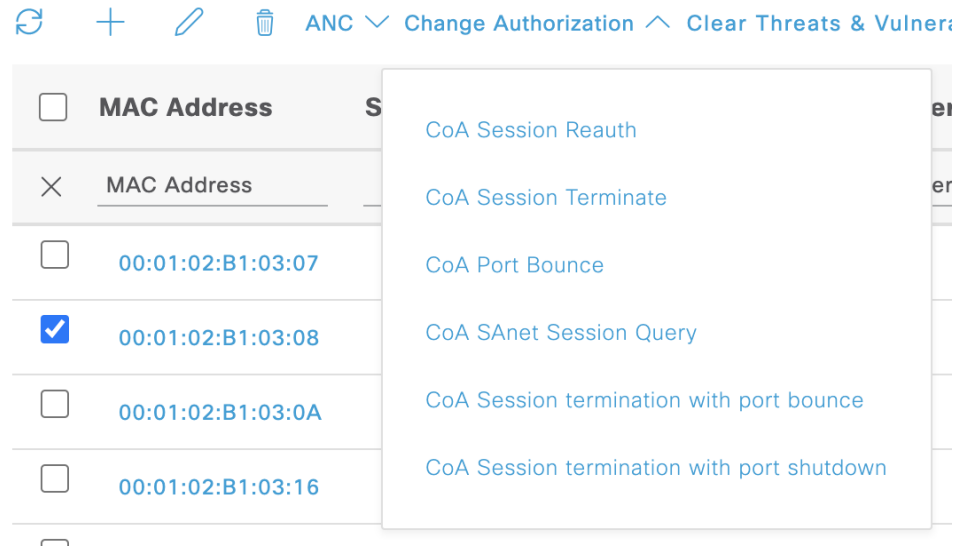 ANC Change Authorization Clear Threats &
MAC Address
MAC Address
00:01:02:B1:03:07
00:01:02:B1:03:08
00:01:02:B1:03:0A
00:01:02:B1:03:16
CoA Session Reauth
CoA Session Terminate
CoA Port Bounce
CoA SAnet Session Query
CoA Session termination with port bounce
CoA Session termination with port shutdown